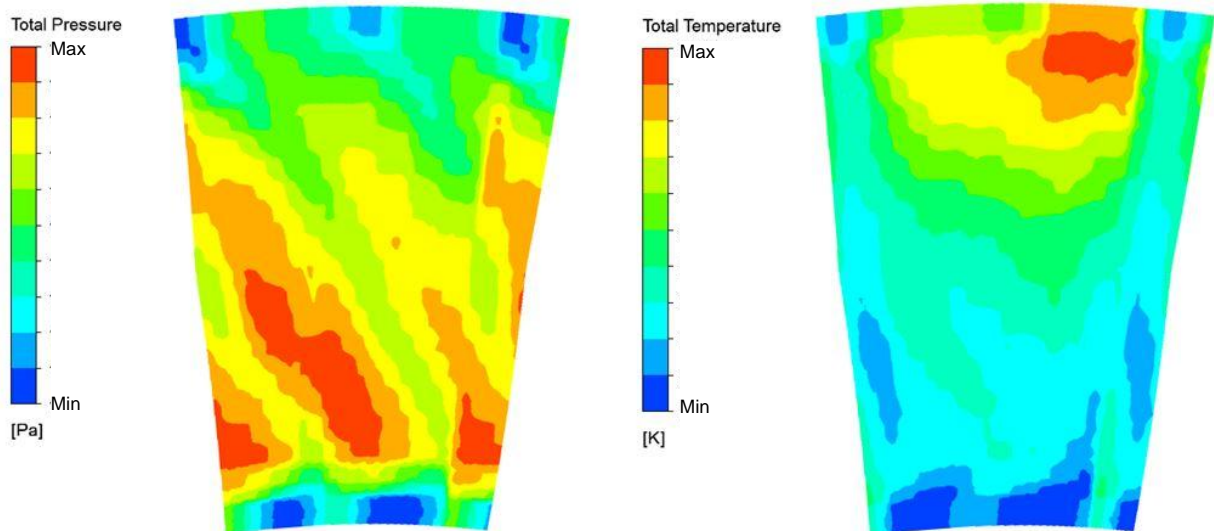 Total Pressure
Max
Min
[Pa]
Total Temperature
Max
Min
[K]